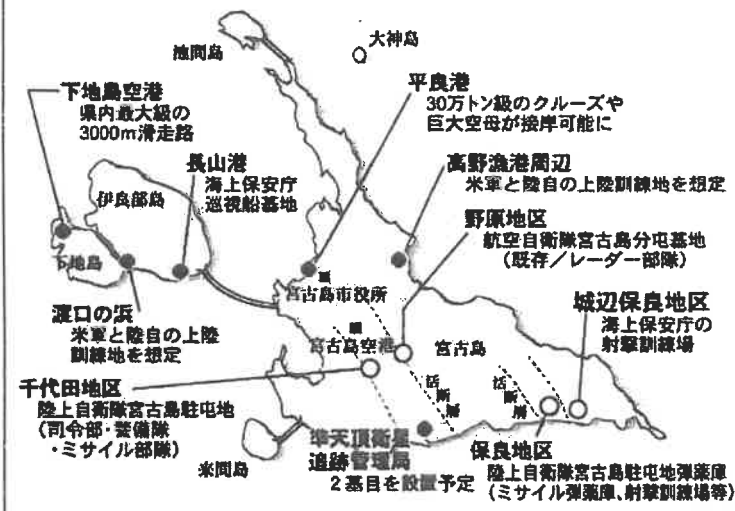 大神島
池間島
下地島空港
県内最大級の
3000m滑走路
平良港
30万トン級のクルーズや
巨大空母が接岸可能に
長山港
海上保安庁
巡視船基地
高野漁港周辺
米軍と陸自の上陸訓練地を想定
伊良部島
野原地区
航空自衛隊宮古島分屯基地
(既存/レーダー部隊)
下地島
宮古島市役所
城辺保良地区
海上保安庁の
射撃訓練場
渡口の浜
米軍と陸自の上陸
訓練地を想定
宮古島空港
宮古島
千代田地区
陸上自衛隊宮古島駐屯地
(司令部・警備隊
・ミサイル部隊)
活断層
活断層
来間島
準天頂衛星
追跡管理局
2基目を設置予定
保良地区
陸上自衛隊宮古島駐屯地弾薬庫
(ミサイル弾薬庫、射撃訓練場等)